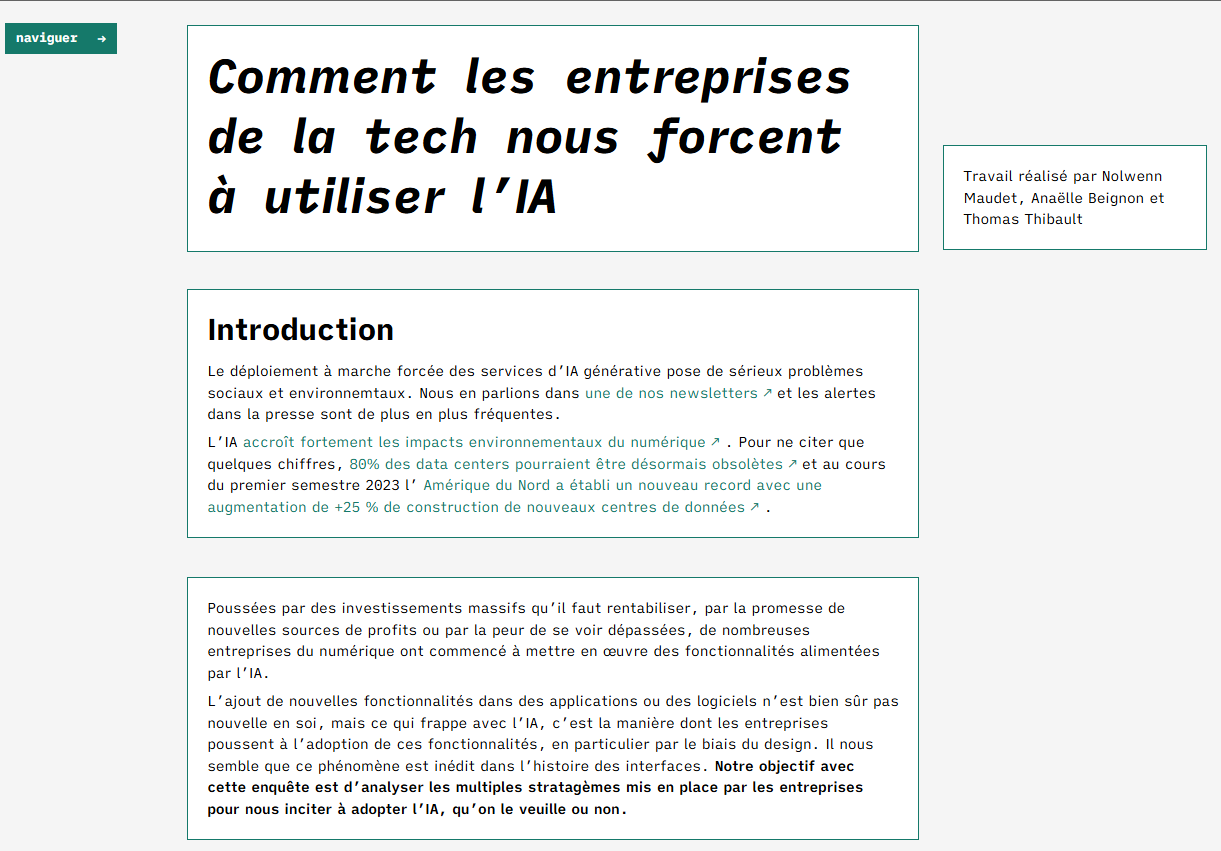 naviguer →
Comment les entreprises
de la tech nous forcent
à utiliser l’IA
Travail réalisé par Nolwenn
Maudet, Anaëlle Beignon et
Thomas Thibault
Introduction
Le déploiement à marche forcée des services d’IA générative pose de sérieux problèmes
sociaux et environnemtaux. Nous en parlions dans une de nos newsletters ↗ et les alertes
dans la presse sont de plus en plus fréquentes.
L’IA accroît fortement les impacts environnementaux du numérique ↗ . Pour ne citer que
quelques chiffres, 80% des data centers pourraient être désormais obsolètes ↗ et au cours
du premier semestre 2023 l’ Amérique du Nord a établi un nouveau record avec une
augmentation de +25 % de construction de nouveaux centres de données ↗ .
Poussées par des investissements massifs qu’il faut rentabiliser, par la promesse de
nouvelles sources de profits ou par la peur de se voir dépassées, de nombreuses
entreprises du numérique ont commencé à mettre en œuvre des fonctionnalités alimentées
par l’IA.
L’ajout de nouvelles fonctionnalités dans des applications ou des logiciels n’est bien sûr pas
nouvelle en soi, mais ce qui frappe avec l’IA, c’est la manière dont les entreprises
poussent à l’adoption de ces fonctionnalités, en particulier par le biais du design. Il nous
semble que ce phénomène est inédit dans l’histoire des interfaces. Notre objectif avec
cette enquête est d’analyser les multiples stratagèmes mis en place par les entreprises
pour nous inciter à adopter l’IA, qu’on le veuille ou non.